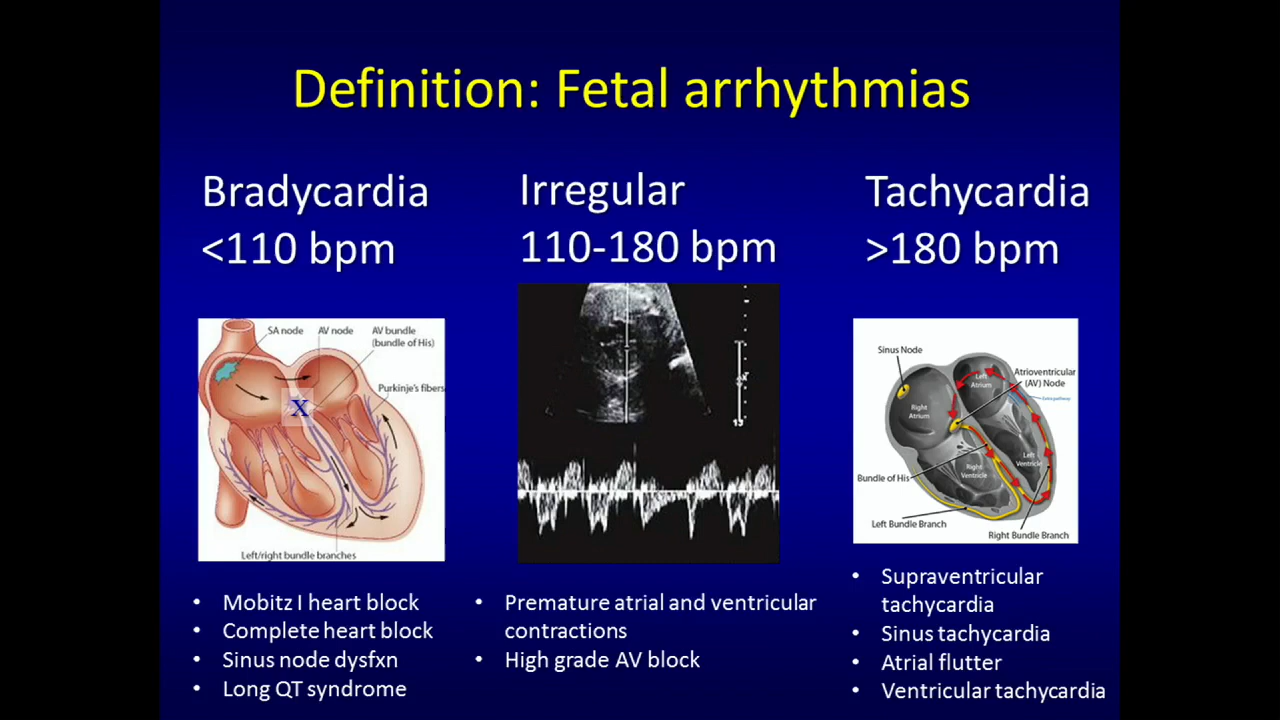 Definition: Fetal arrhythmias
Bradycardia
<110 bpm
SA node
AV node
AV bundle
(bundle of His)
Purkinje's fibers
X
Left/right bundle branches
• Mobitz I heart block
• Complete heart block
• Sinus node dysfxn
• Long QT syndrome
Irregular
110-180 bpm
• Premature atrial and ventricular
contractions
• High grade AV block
Tachycardia
>180 bpm
Sinus Node
Left
Atrium
Atrioventricular
(AV) Node
Extra pathway
Right
Atrium
Left
Ventricle
Right
Ventricle
Bundle of His
Left Bundle Branch
Right Bundle Branch
• Supraventricular
tachycardia
• Sinus tachycardia
• Atrial flutter
• Ventricular tachycardia